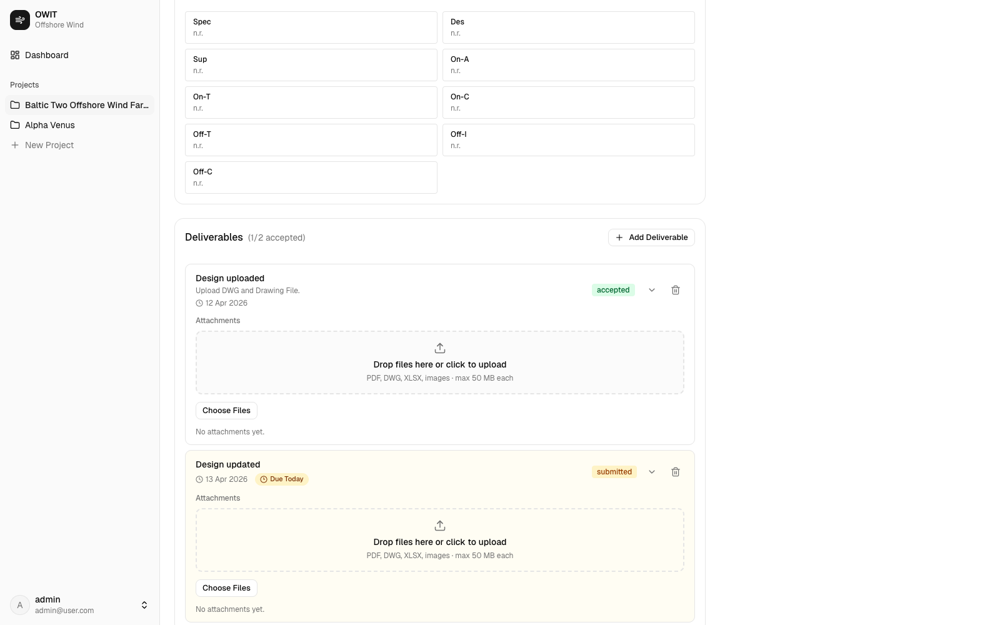 OWIT
Offshore Wind
Dashboard
Projects
Baltic Two Offshore Wind Far...
Alpha Venus
New Project
admin
A
admin@user.com
Spec
n.r.
Des
n.r.
Sup
n.r.
On-A
n.r.
On-T
n.r.
On-C
n.r.
Off-T
n.r.
Off-I
n.r.
Off-C
n.r.
Deliverables (1/2 accepted)
Add Deliverable
Design uploaded
Upload DWG and Drawing File.
12 Apr 2026
accepted
Attachments
Drop files here or click to upload
PDF, DWG, XLSX, images · max 50 MB each
Choose Files
No attachments yet.
Design updated
13 Apr 2026 Due Today
submitted
Attachments
Drop files here or click to upload
PDF, DWG, XLSX, images · max 50 MB each
Choose Files
No attachments yet.